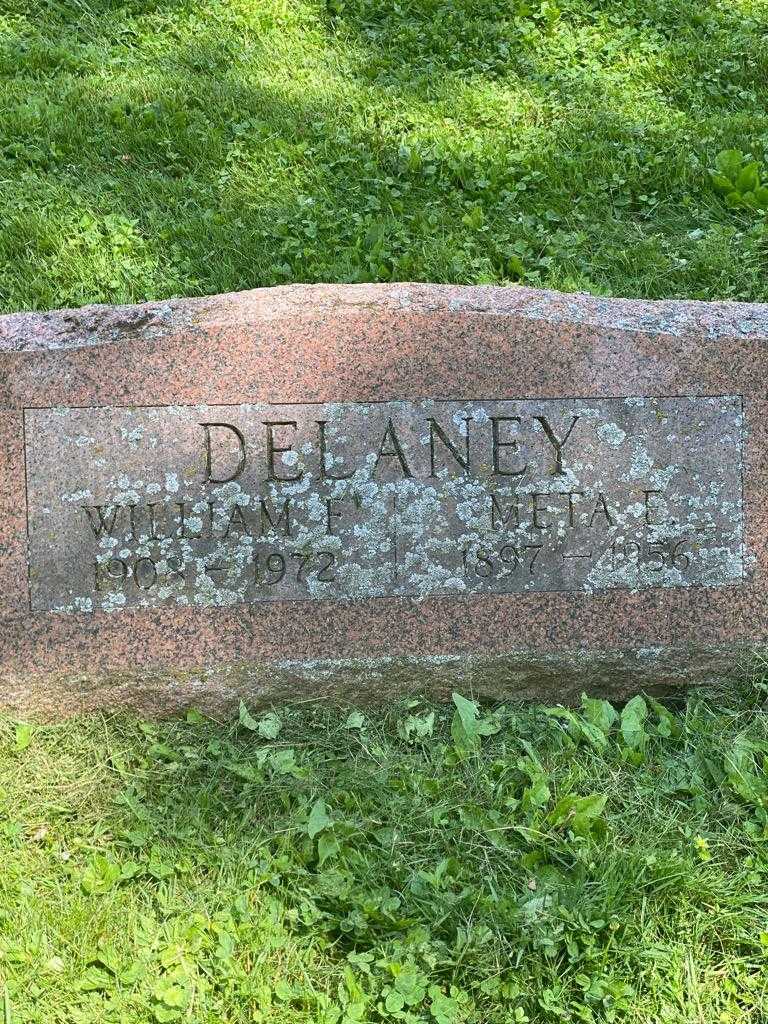 DELANEY
WILLIAM F META E
1908 – 1972 1897 – 1956